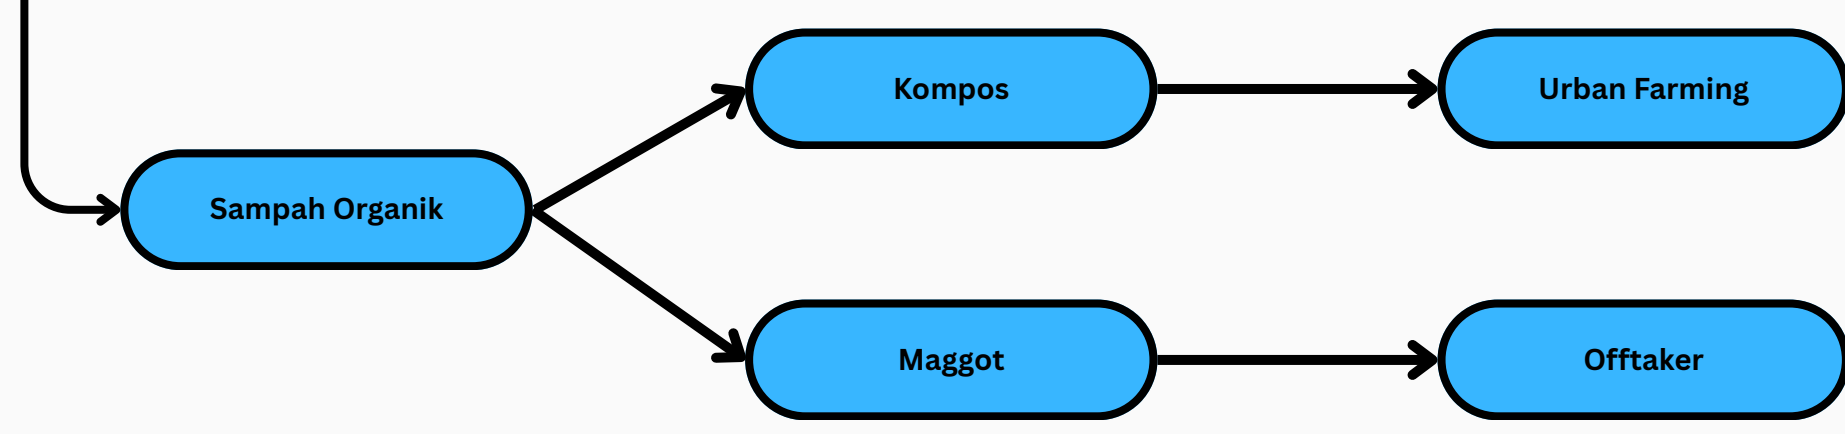 Kompos
Urban Farming
Sampah Organik
Maggot
Offtaker